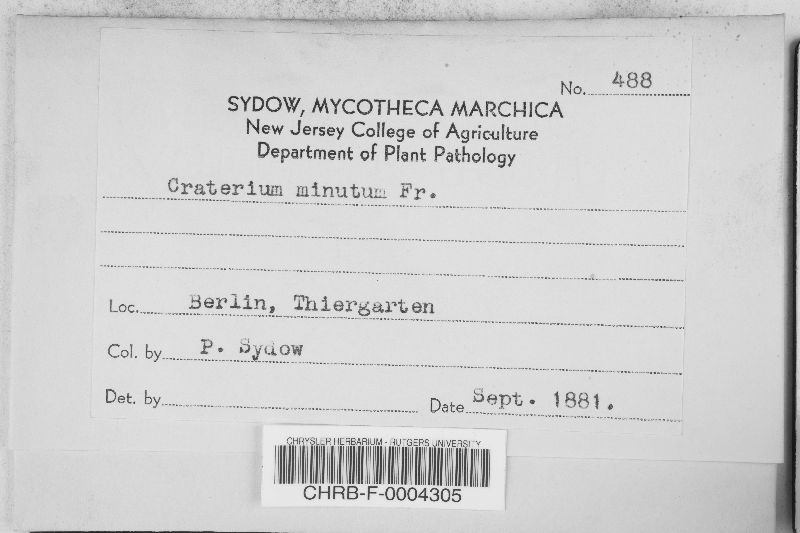 No. 488
SYDOW, MYCOTHECA MARCHICA
New Jersey College of Agriculture
Department of Plant Pathology
Craterium minutum Fr.
Loc. Berlin, Thiergarten
Col. by P. Sydow
Det. by
Date Sept. 1881.
CHRYSLER HERBARIUM - RUTGERS UNIVERSITY
CHRB-F-0004305